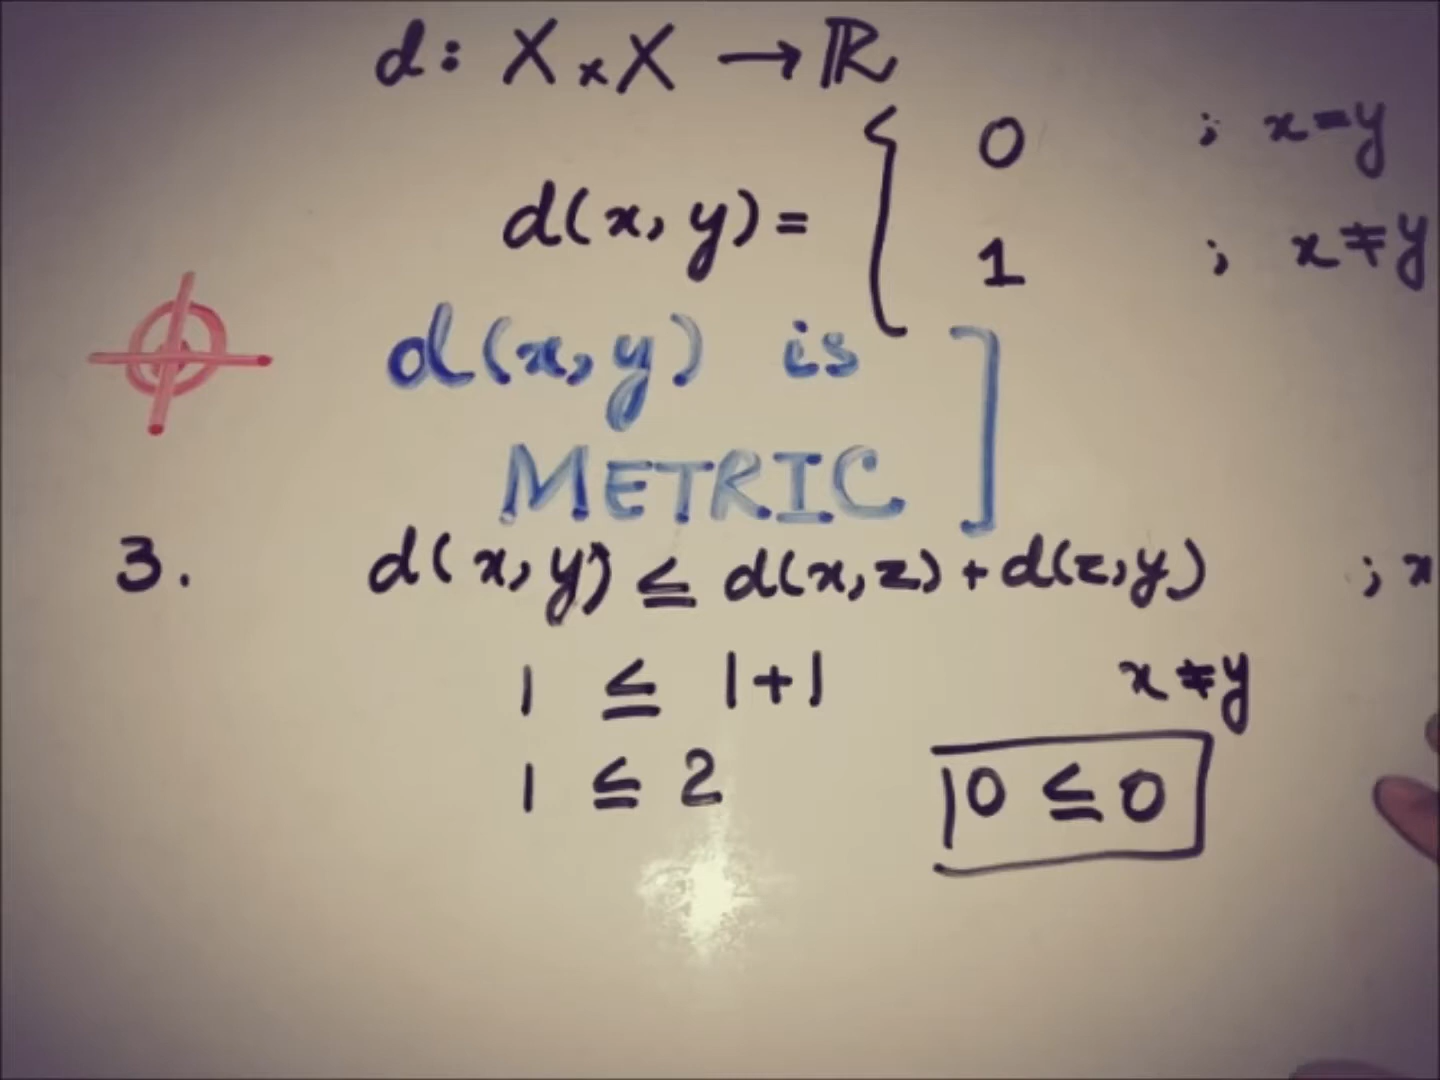 d: X × X → ℝ
d(x, y) = { 0 ; x = y
1 ; x ≠ y
d(x, y) is
METRIC ]
3. d(x, y) ≤ d(x, z) + d(z, y) ; x
1 ≤ 1 + 1 x ≠ y
1 ≤ 2 0 ≤ 0